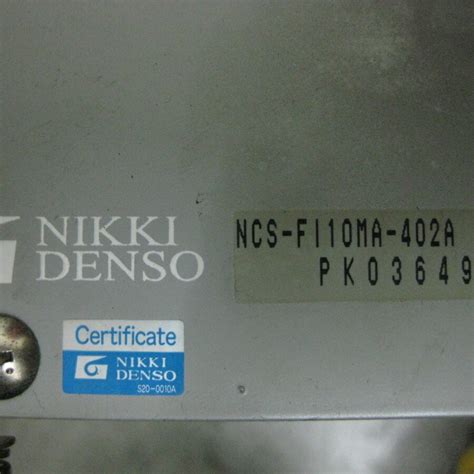 NIKKI
DENSO
NCS-FI10MA-402A
PK03649
Certificate
NIKKI
DENSO
S20-0010A